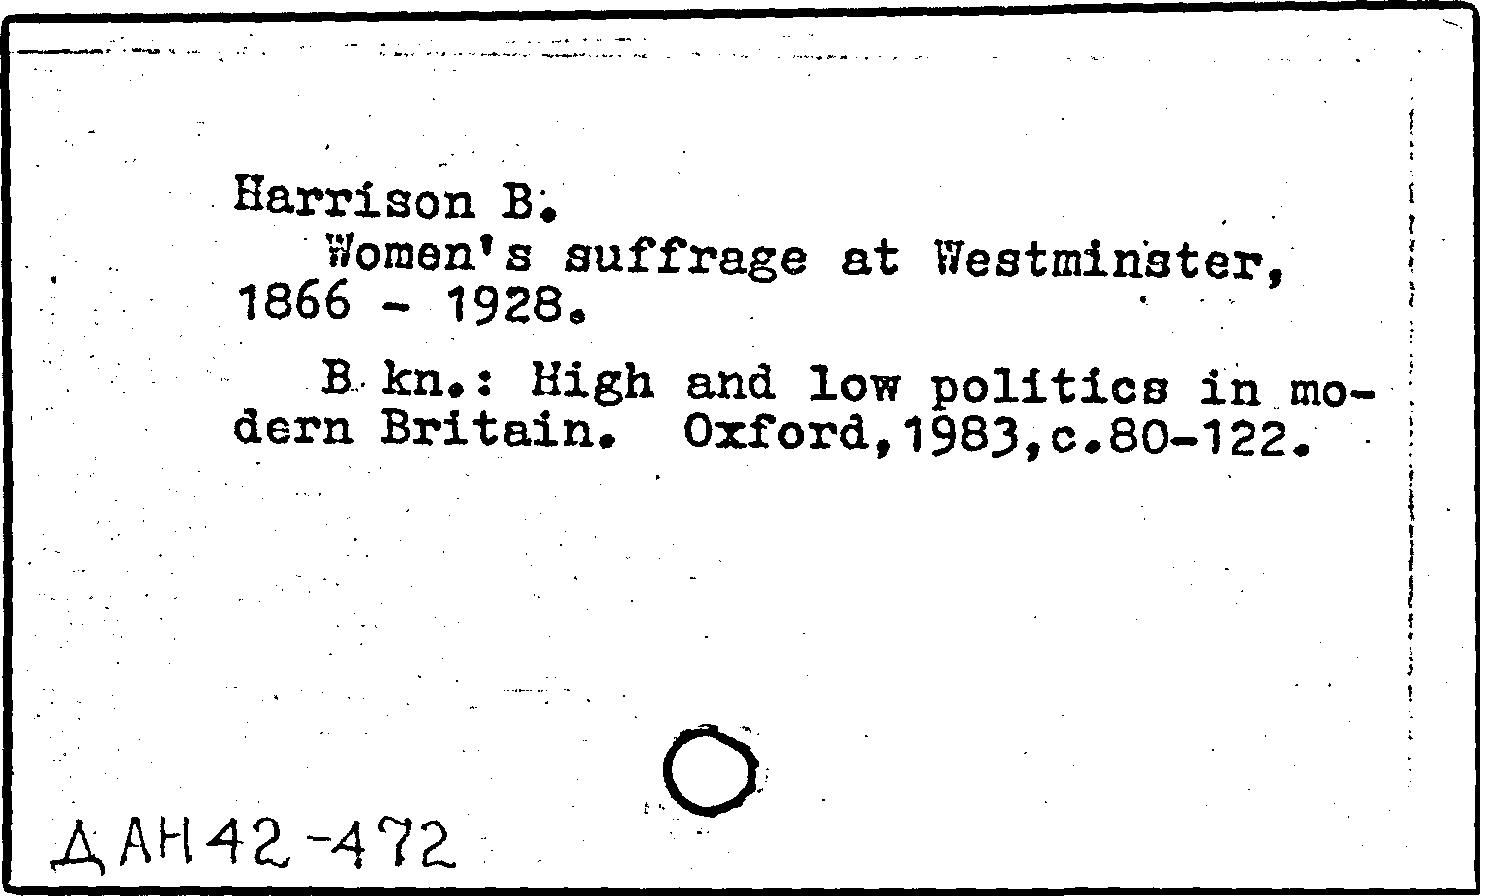 Harrison B.
Women's suffrage at Westminster,
1866 - 1928.
B kn.: High and low politics in mo-
dern Britain. Oxford,1983,c.80-122.
ДАН42-472